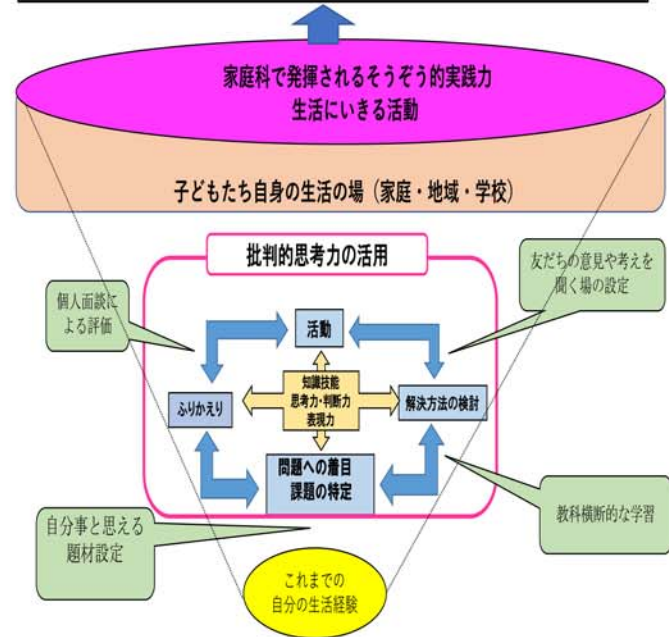 家庭科で発揮されるそうぞう的実践力
生活にいきる活動
子どもたち自身の生活の場（家庭・地域・学校）
批判的思考力の活用
友だちの意見や考えを
聞く場の設定
個人面談に
よる評価
活動
知識技能
思考力・判断力
表現力
ふりかえり
解決方法の検討
問題への着目
課題の特定
自分事と思える
題材設定
教科横断的な学習
これまでの
自分の生活経験